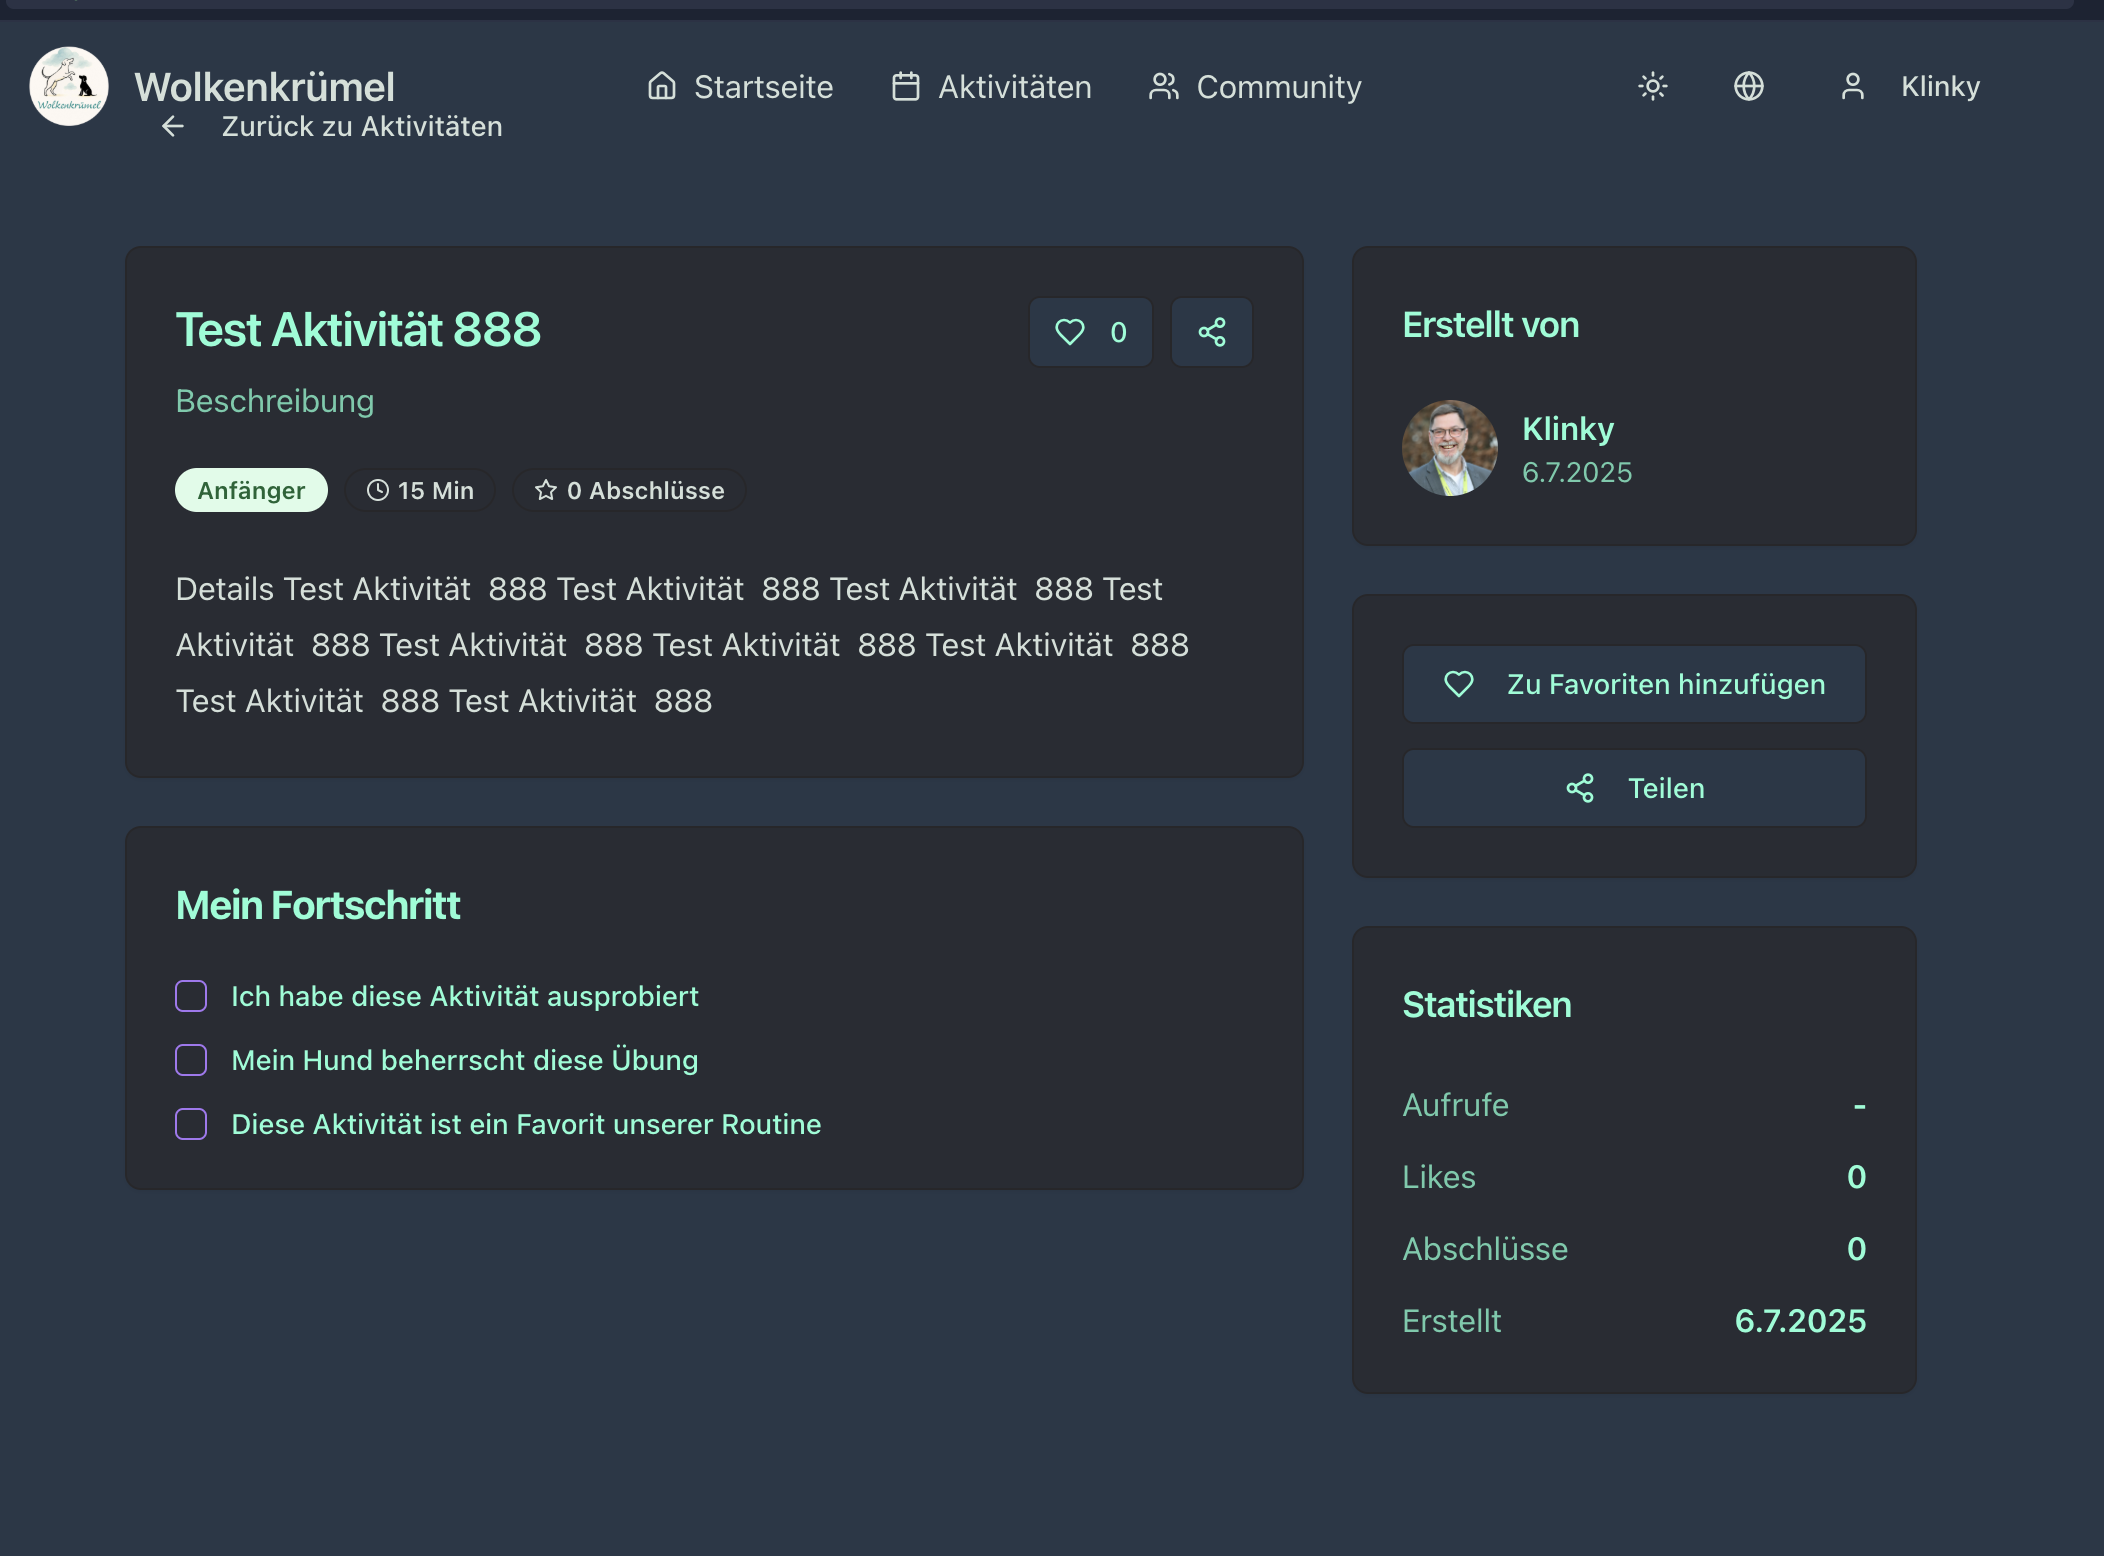 Wolkenkrümel
Wolkenkrümel
Startseite
Aktivitäten
Community
Klinky
Zurück zu Aktivitäten
Test Aktivität 888
0
Beschreibung
Anfänger
15 Min
0 Abschlüsse
Details Test Aktivität  888 Test Aktivität  888 Test Aktivität  888 Test
Aktivität  888 Test Aktivität  888 Test Aktivität  888 Test Aktivität  888
Test Aktivität  888 Test Aktivität  888
Mein Fortschritt
Ich habe diese Aktivität ausprobiert
Mein Hund beherrscht diese Übung
Diese Aktivität ist ein Favorit unserer Routine
Erstellt von
Klinky
6.7.2025
Zu Favoriten hinzufügen
Teilen
Statistiken
Aufrufe -
Likes 0
Abschlüsse 0
Erstellt 6.7.2025